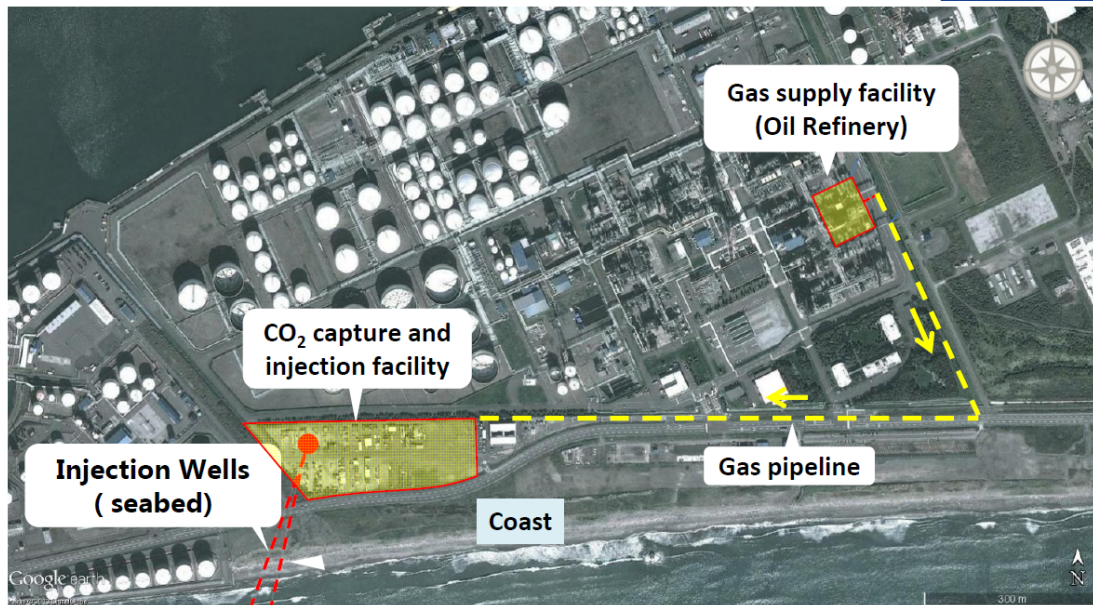 N
Gas supply facility
(Oil Refinery)
CO₂ capture and
injection facility
Injection Wells
( seabed)
Gas pipeline
Coast
Google earth
N
300 m